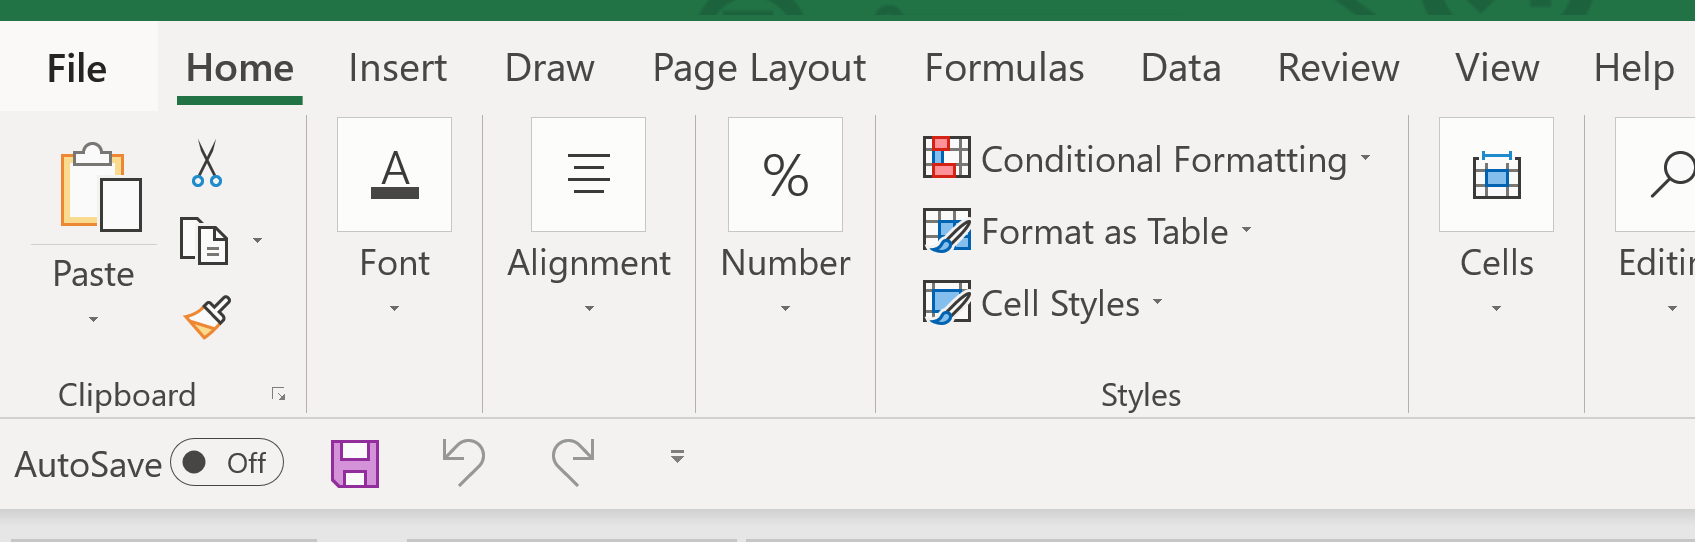 File Home Insert Draw Page Layout Formulas Data Review View Help
Conditional Formatting
Format as Table
Cell Styles
Paste
Font
Alignment
Number
Cells
Clipboard
Styles
AutoSave Off